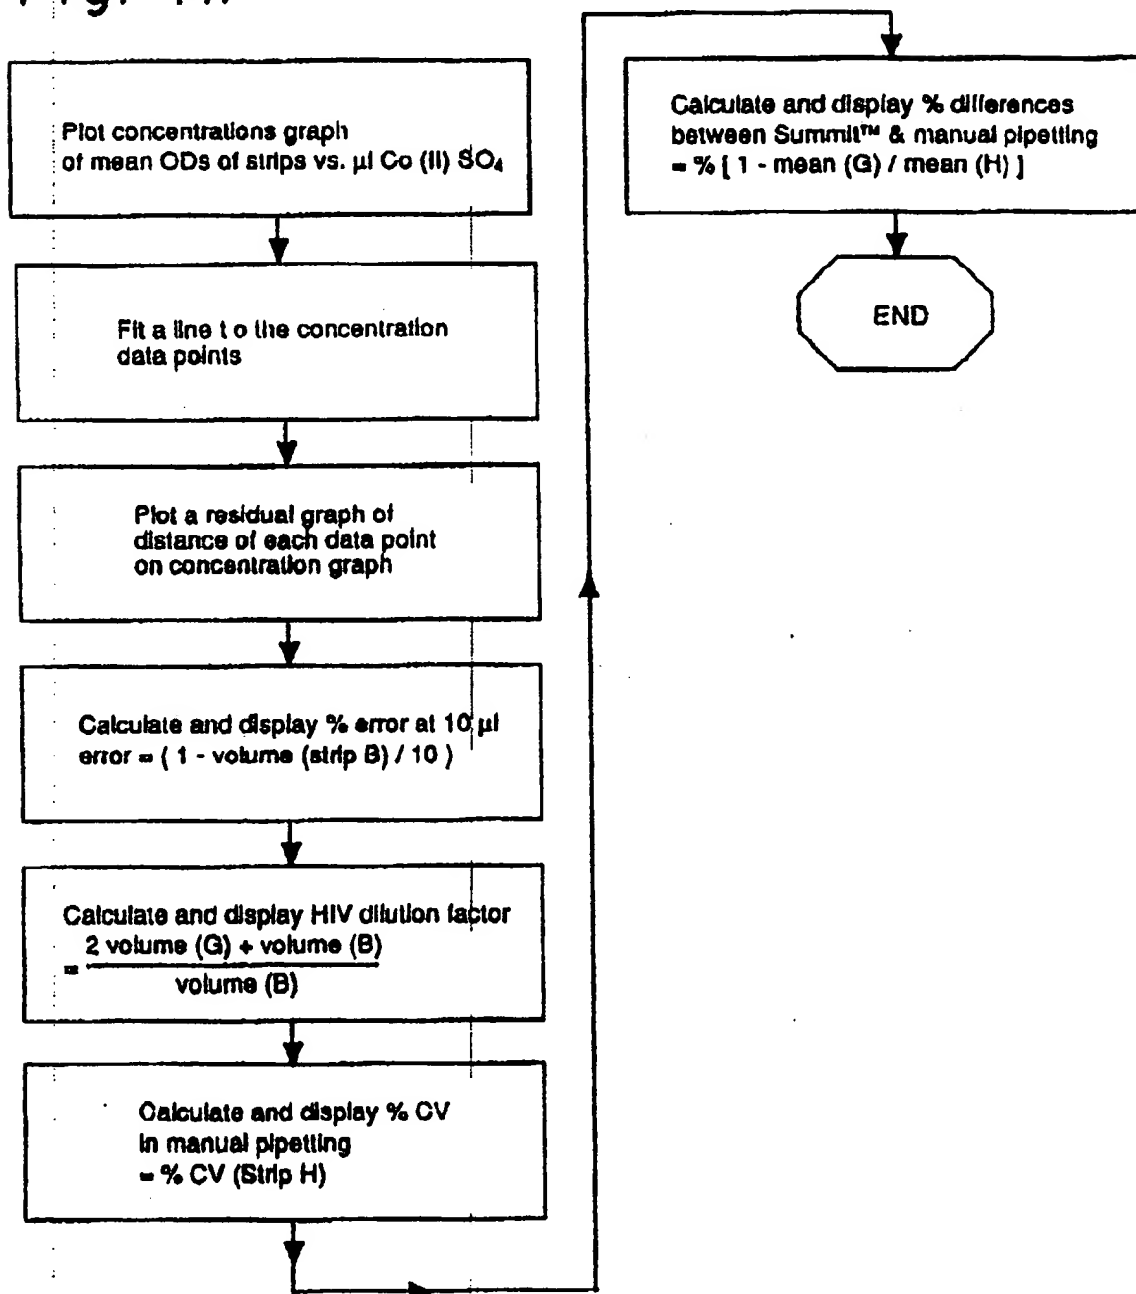 Plot concentrations graph
of mean ODs of strips vs. µl Co (II) SO₄
Fit a line t o the concentration
data points
Plot a residual graph of
distance of each data point
on concentration graph
Calculate and display % error at 10 µl
error = ( 1 - volume (strip B) / 10 )
Calculate and display HIV dilution factor
= 2 volume (G) + volume (B)
volume (B)
Calculate and display % CV
in manual pipetting
= % CV (Strip H)
Calculate and display % differences
between Summit™ & manual pipetting
= % [ 1 - mean (G) / mean (H) ]
END